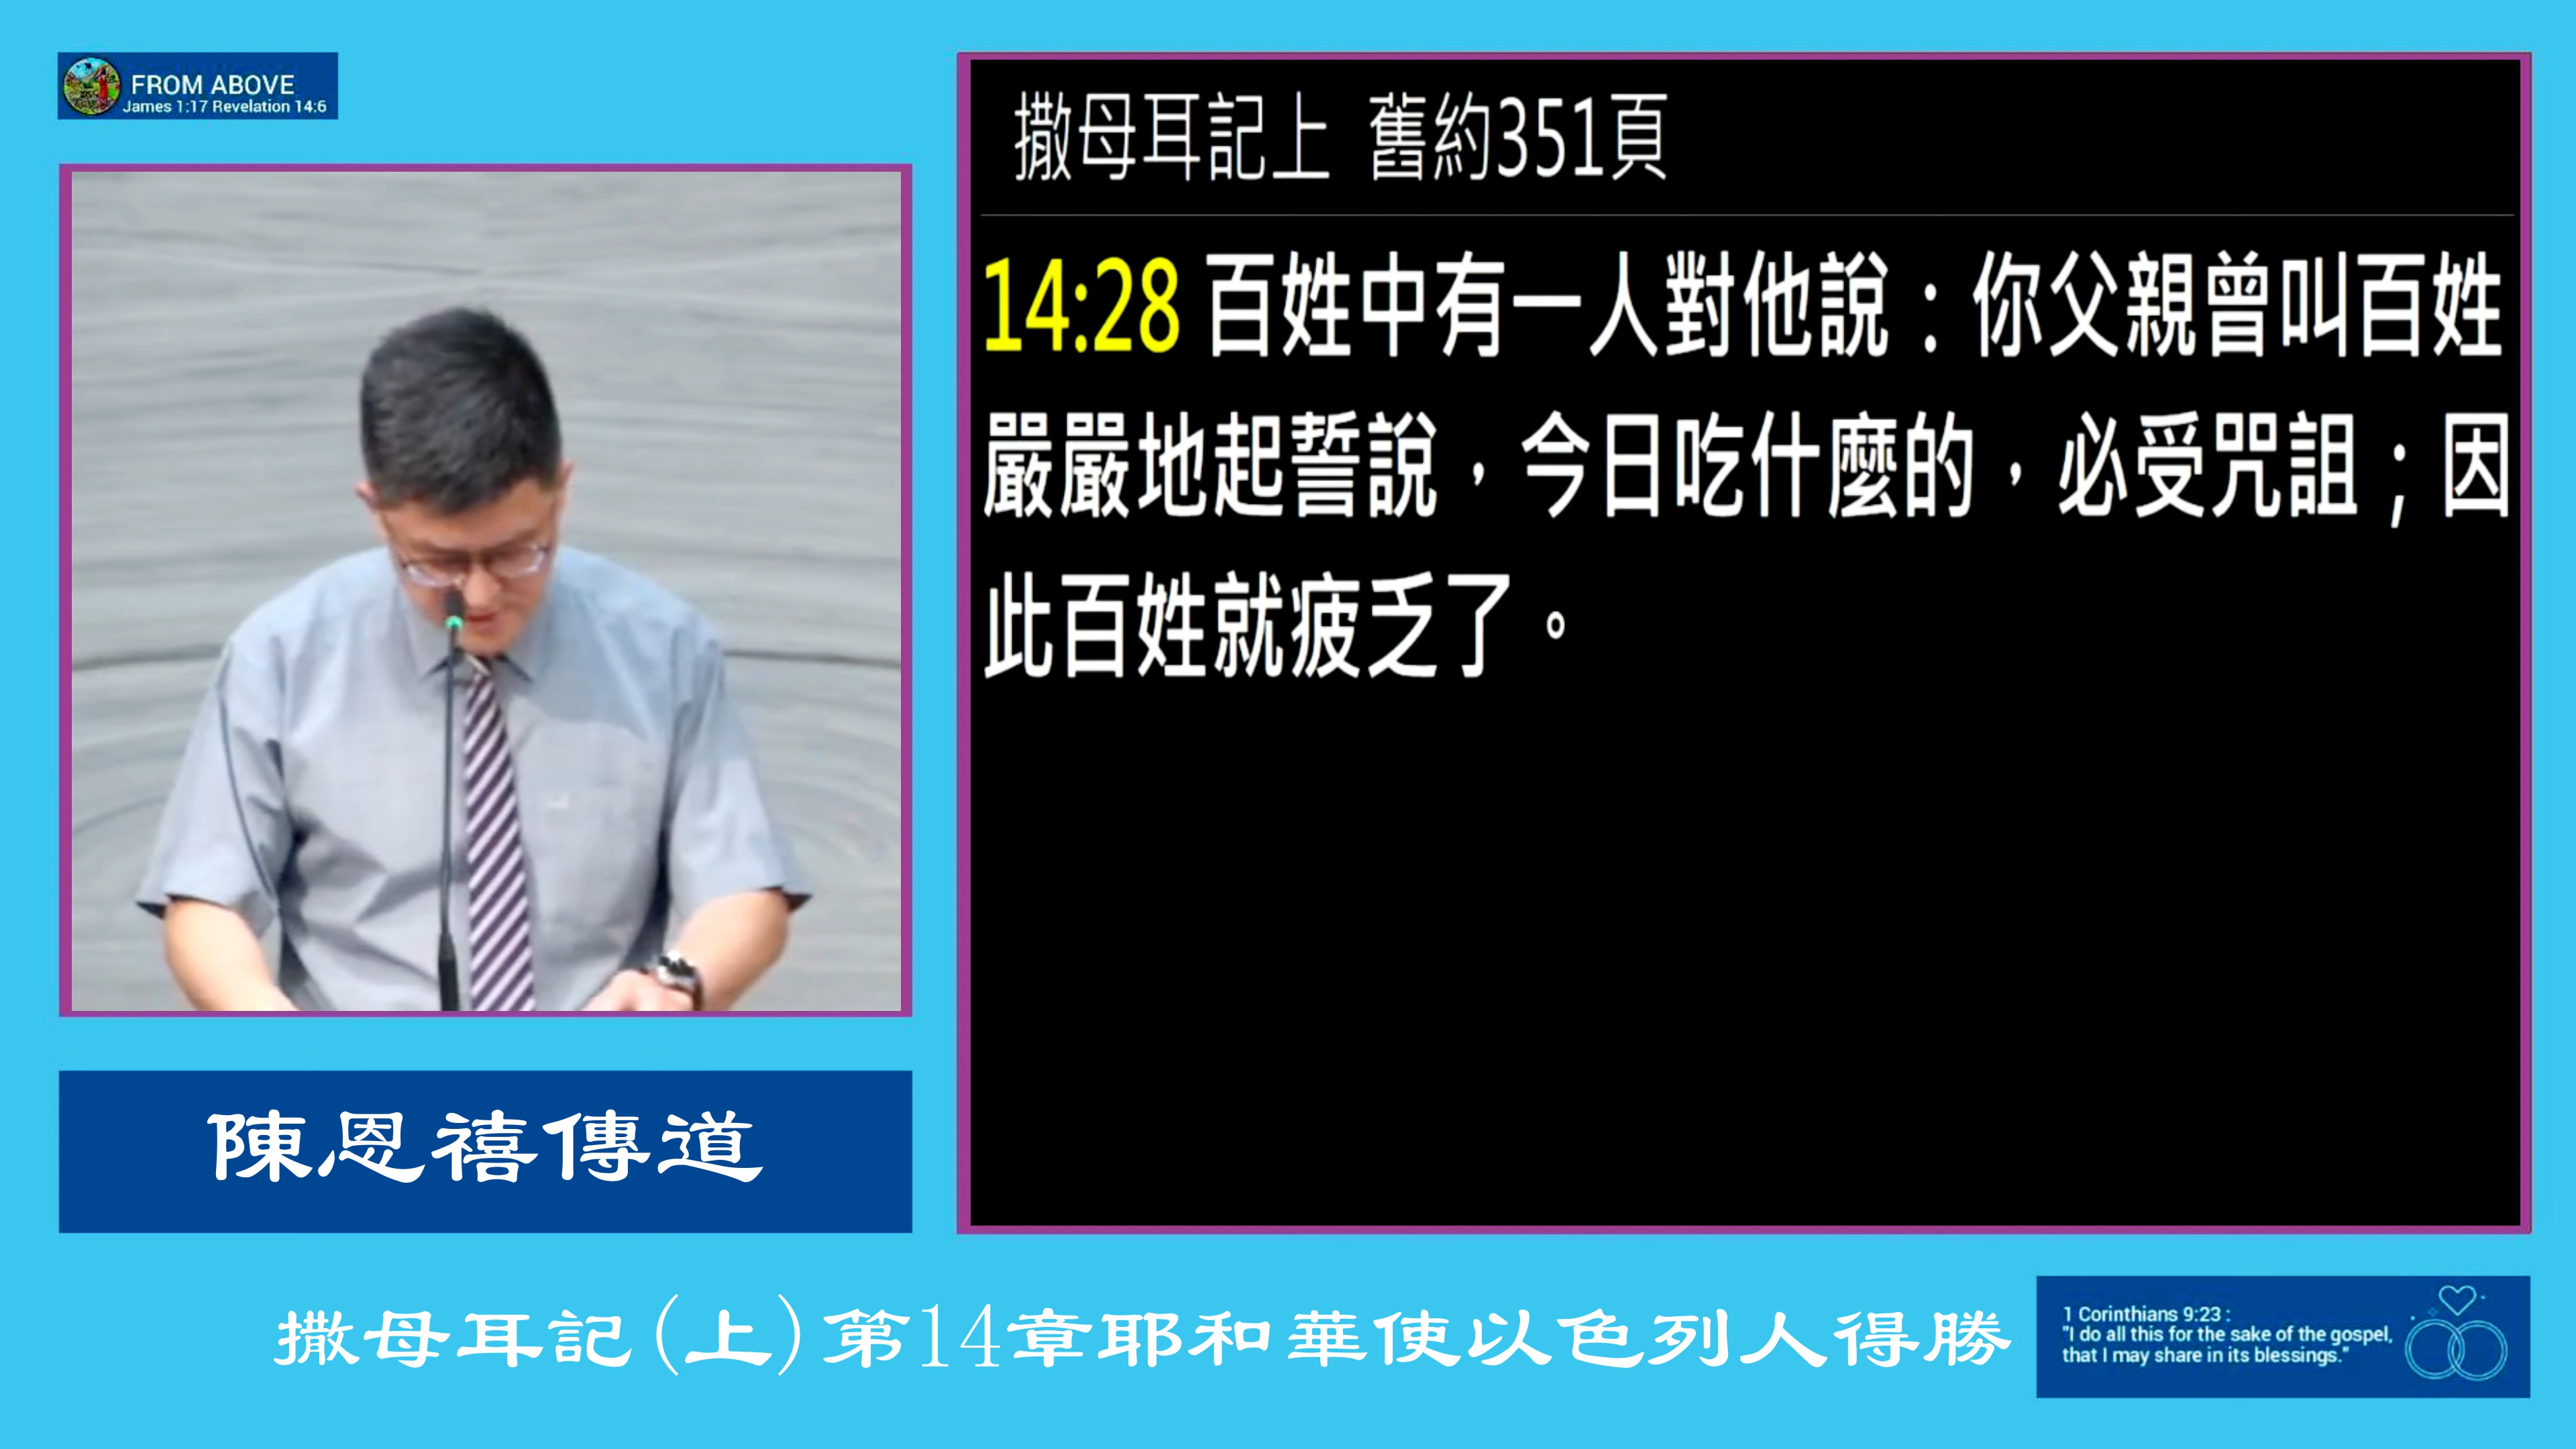 FROM ABOVE
James 1:17 Revelation 14:6
撒母耳記上 舊約351頁
14:28 百姓中有一人對他說：你父親曾叫百姓
嚴嚴地起誓說，今日吃什麼的，必受咒詛；因
此百姓就疲乏了。
陳恩禧傳道
撒母耳記(上)第14章耶和華使以色列人得勝
1 Corinthians 9:23 :
"I do all this for the sake of the gospel,
that I may share in its blessings."